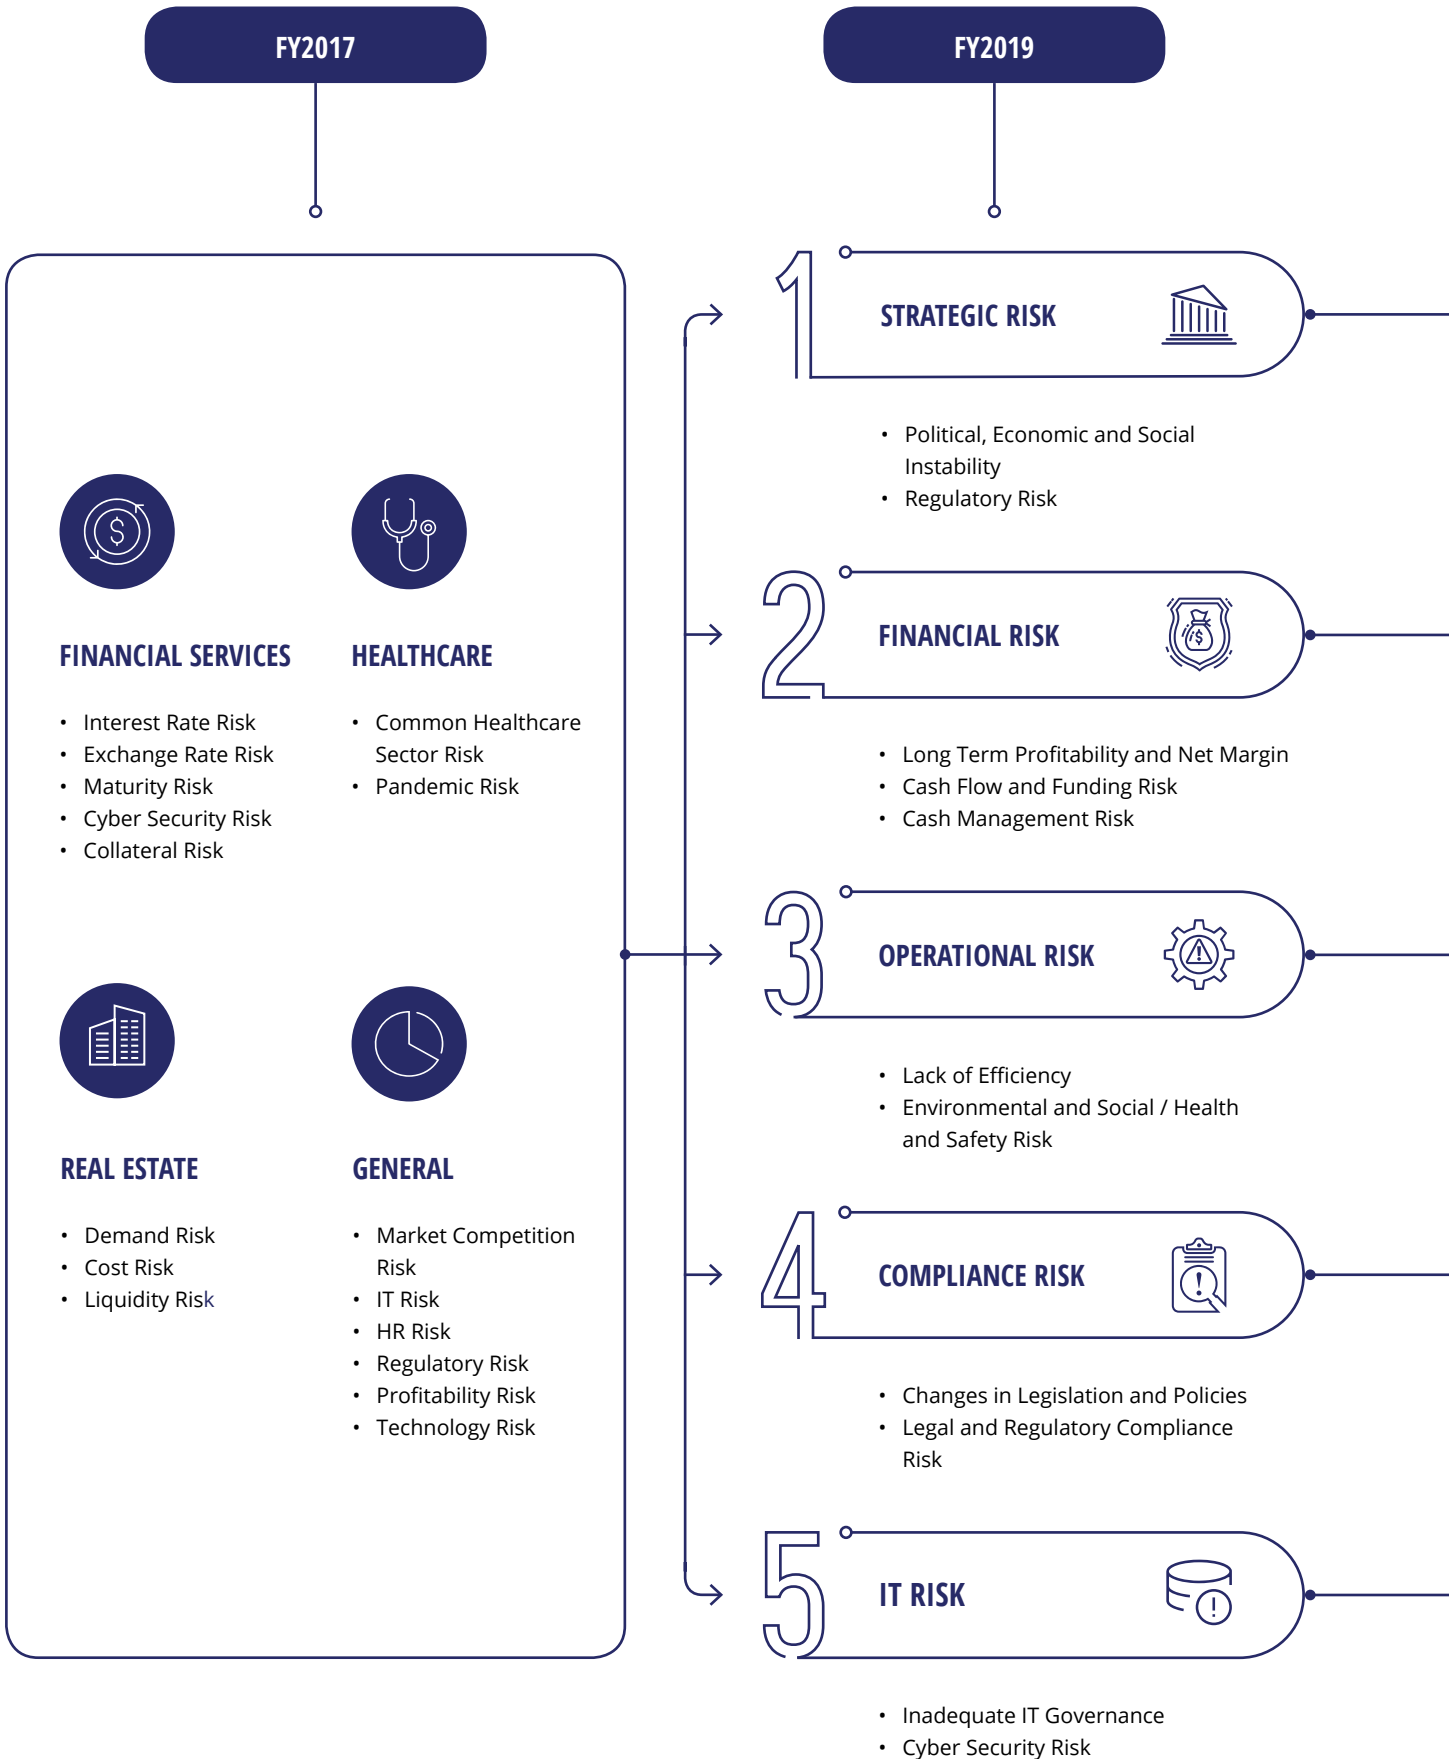 FY2017
FINANCIAL SERVICES
• Interest Rate Risk
• Exchange Rate Risk
• Maturity Risk
• Cyber Security Risk
• Collateral Risk
HEALTHCARE
• Common Healthcare
Sector Risk
• Pandemic Risk
REAL ESTATE
• Demand Risk
• Cost Risk
• Liquidity Risk
GENERAL
• Market Competition
Risk
• IT Risk
• HR Risk
• Regulatory Risk
• Profitability Risk
• Technology Risk
FY2019
1
STRATEGIC RISK
• Political, Economic and Social
Instability
• Regulatory Risk
2
FINANCIAL RISK
• Long Term Profitability and Net Margin
• Cash Flow and Funding Risk
• Cash Management Risk
3
OPERATIONAL RISK
• Lack of Efficiency
• Environmental and Social / Health
and Safety Risk
4
COMPLIANCE RISK
• Changes in Legislation and Policies
• Legal and Regulatory Compliance
Risk
5
IT RISK
• Inadequate IT Governance
• Cyber Security Risk